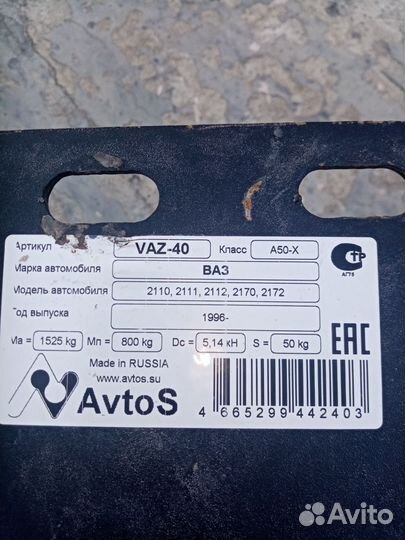 Артикул VAZ-40 Класс A50-X
Марка автомобиля ВАЗ
Модель автомобиля 2110, 2111, 2112, 2170, 2172
Год выпуска 1996-
Ma = 1525 kg Mn = 800 kg Dc = 5,14 кН S = 50 kg
СТР
АГ75
EAC
Made in RUSSIA
www.avtos.su
AvtoS
4 665299 442403
Avito